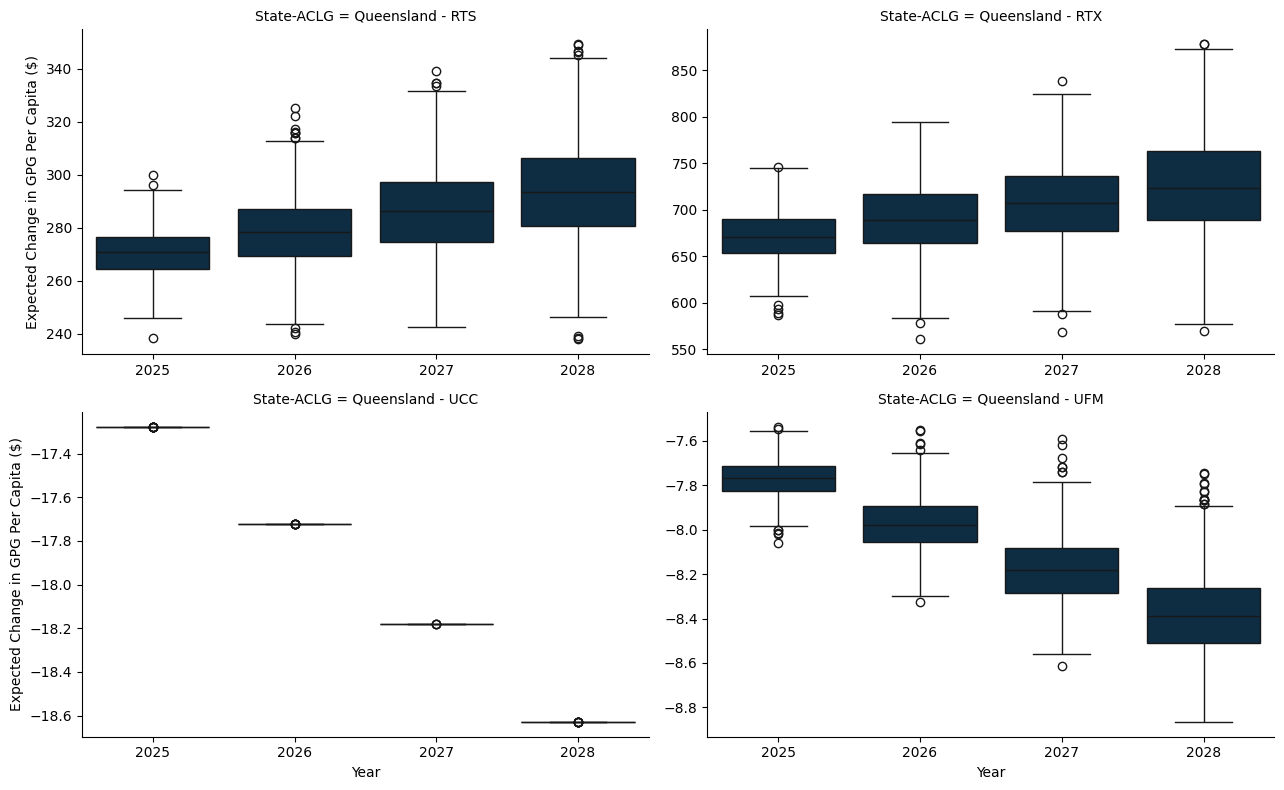 State-ACLG = Queensland - RTS
Expected Change in GPG Per Capita ($)
340
320
300
280
260
240
2025 2026 2027 2028
State-ACLG = Queensland - RTX
850
800
750
700
650
600
550
2025 2026 2027 2028
State-ACLG = Queensland - UCC
Expected Change in GPG Per Capita ($)
−17.4
−17.6
−17.8
−18.0
−18.2
−18.4
−18.6
2025 2026 2027 2028
Year
State-ACLG = Queensland - UFM
−7.6
−7.8
−8.0
−8.2
−8.4
−8.6
−8.8
2025 2026 2027 2028
Year